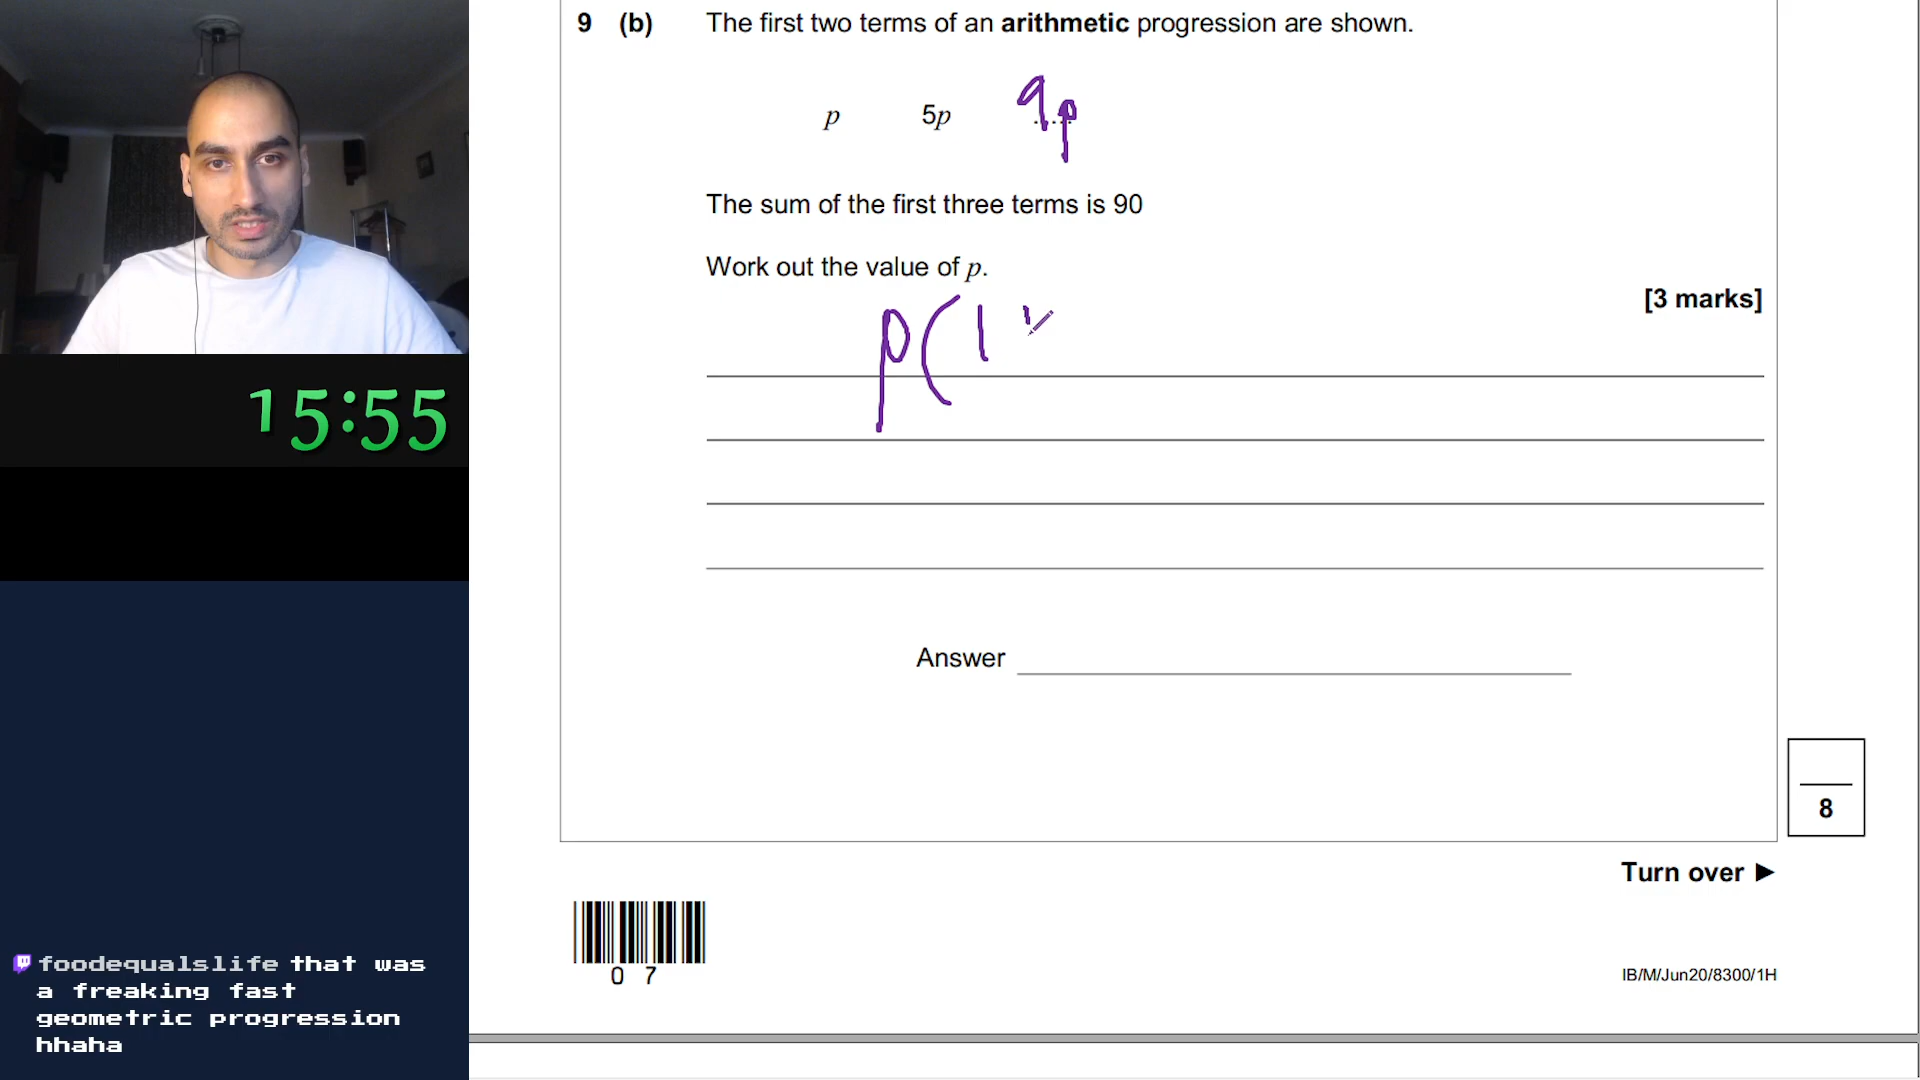 9 (b) The first two terms of an arithmetic progression are shown.
p 5p 9p
The sum of the first three terms is 90
Work out the value of p.
[3 marks]
p(1
Answer
8
Turn over ►
0 7
IB/M/Jun20/8300/1H
15:55
foodequalslife that was
a freaking fast
geometric progression
hhaha